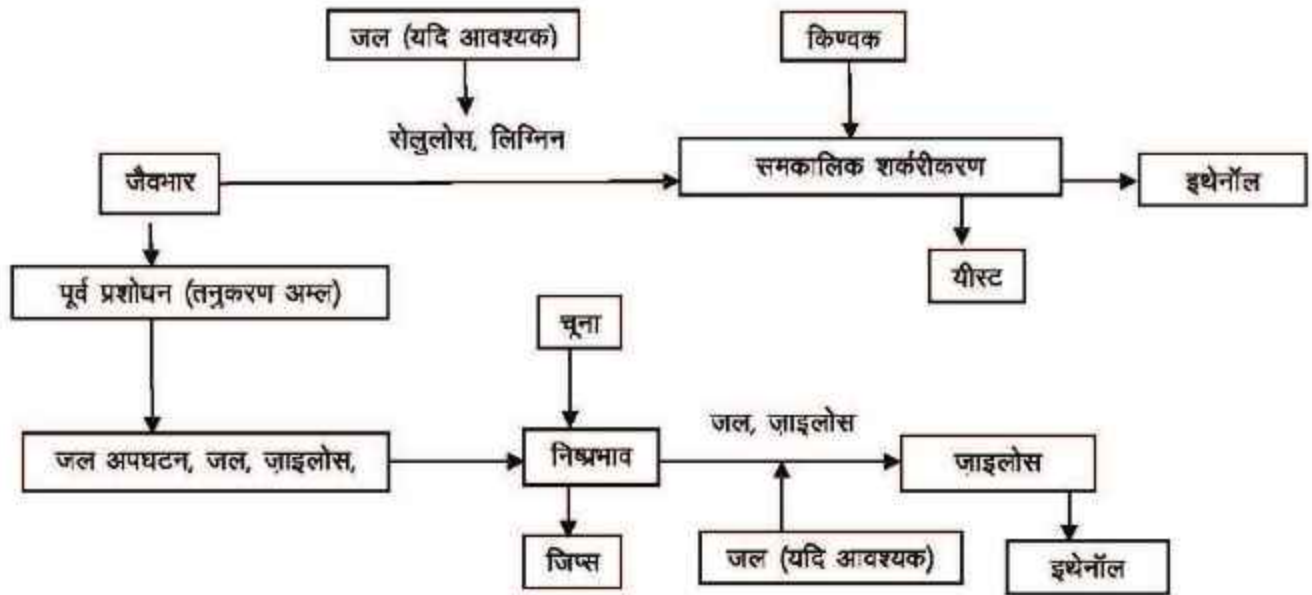 जल (यदि आवश्यक)
किण्वक
रोलुलोस, लिग्निन
समकालिक शर्करीकरण
जैवभार
इथेनॉल
यीस्ट
पूर्व प्रशोधन (तनुकरण अम्ल)
चूना
जल, ज़ाइलोस
जल अपघटन, जल, ज़ाइलोस,
निष्प्रभाव
ज़ाइलोस
जिप्स
जल (यदि आवश्यक)
इथेनॉल